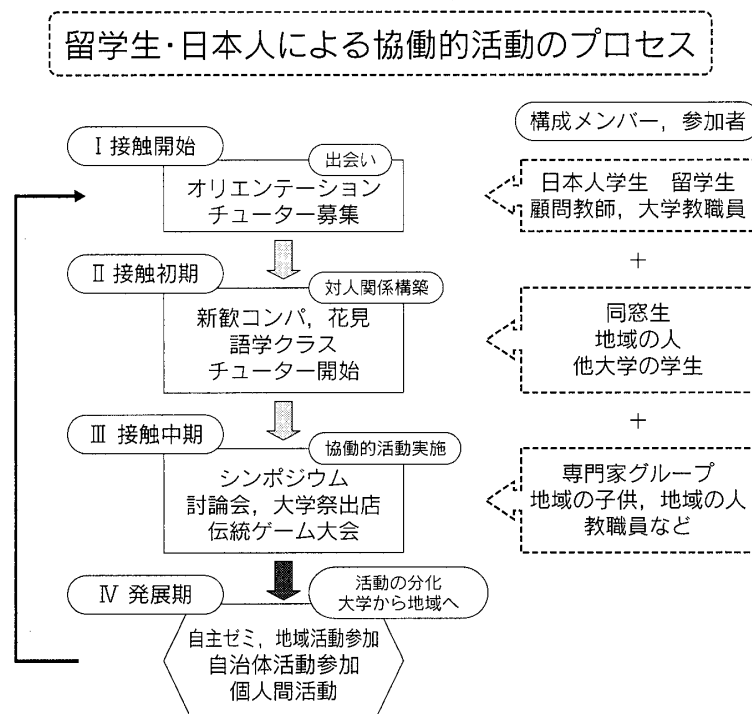 留学生・日本人による協働的活動のプロセス
構成メンバー，参加者
Ⅰ 接触開始
出会い
オリエンテーション
チューター募集
日本人学生　留学生
顧問教師，大学教職員
＋
Ⅱ 接触初期
対人関係構築
新歓コンパ，花見
語学クラス
チューター開始
同窓生
地域の人
他大学の学生
＋
Ⅲ 接触中期
協働的活動実施
シンポジウム
討論会，大学祭出店
伝統ゲーム大会
専門家グループ
地域の子供，地域の人
教職員など
Ⅳ 発展期
活動の分化
大学から地域へ
自主ゼミ，地域活動参加
自治体活動参加
個人間活動